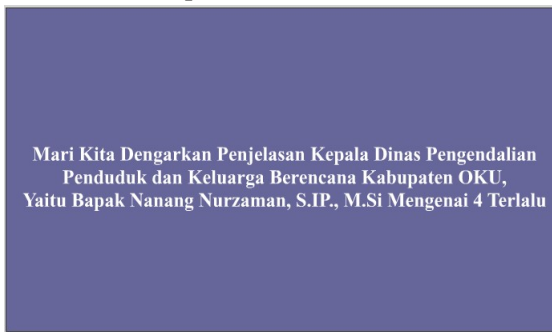 Mari Kita Dengarkan Penjelasan Kepala Dinas Pengendalian
Penduduk dan Keluarga Berencana Kabupaten OKU,
Yaitu Bapak Nanang Nurzaman, S.IP., M.Si Mengenai 4 Terlalu